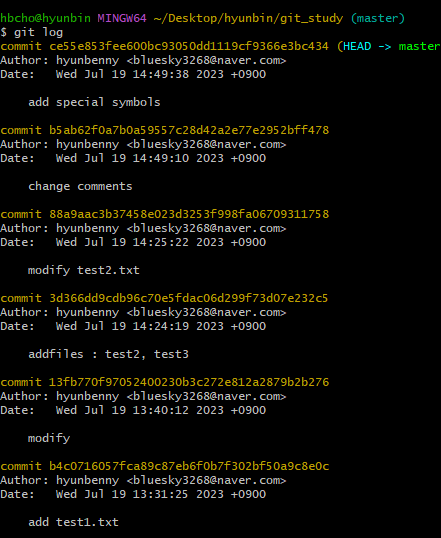 hbcho@hyunbin MINGW64 ~/Desktop/hyunbin/git_study (master)
$ git log
commit ce55e853fee600bc93050dd1119cf9366e3bc434 (HEAD -> master
Author: hyunbenny <bluesky3268@naver.com>
Date:   Wed Jul 19 14:49:38 2023 +0900
    add special symbols
commit b5ab62f0a7b0a59557c28d42a2e77e2952bff478
Author: hyunbenny <bluesky3268@naver.com>
Date:   Wed Jul 19 14:49:10 2023 +0900
    change comments
commit 88a9aac3b37458e023d3253f998fa06709311758
Author: hyunbenny <bluesky3268@naver.com>
Date:   Wed Jul 19 14:25:22 2023 +0900
    modify test2.txt
commit 3d366dd9cdb96c70e5fdac06d299f73d07e232c5
Author: hyunbenny <bluesky3268@naver.com>
Date:   Wed Jul 19 14:24:19 2023 +0900
    addfiles : test2, test3
commit 13fb770f97052400230b3c272e812a2879b2b276
Author: hyunbenny <bluesky3268@naver.com>
Date:   Wed Jul 19 13:40:12 2023 +0900
    modify
commit b4c0716057fca89c87eb6f0b7f302bf50a9c8e0c
Author: hyunbenny <bluesky3268@naver.com>
Date:   Wed Jul 19 13:31:25 2023 +0900
    add test1.txt